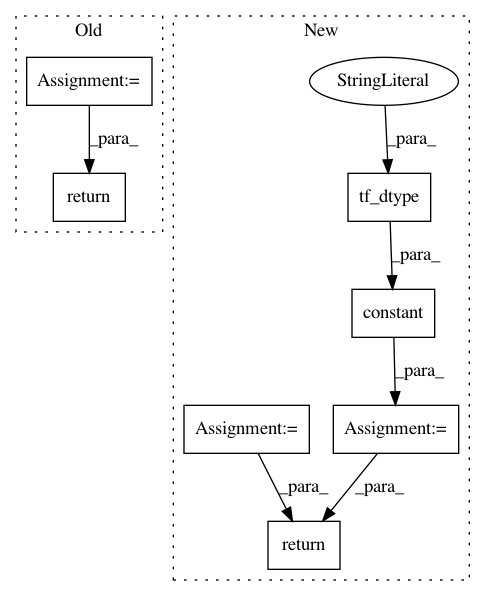 Old
New
Assignment:=
StringLiteral
_para_
_para_
return
tf_dtype
_para_
constant
_para_
Assignment:=
Assignment:=
_para_
_para_
return